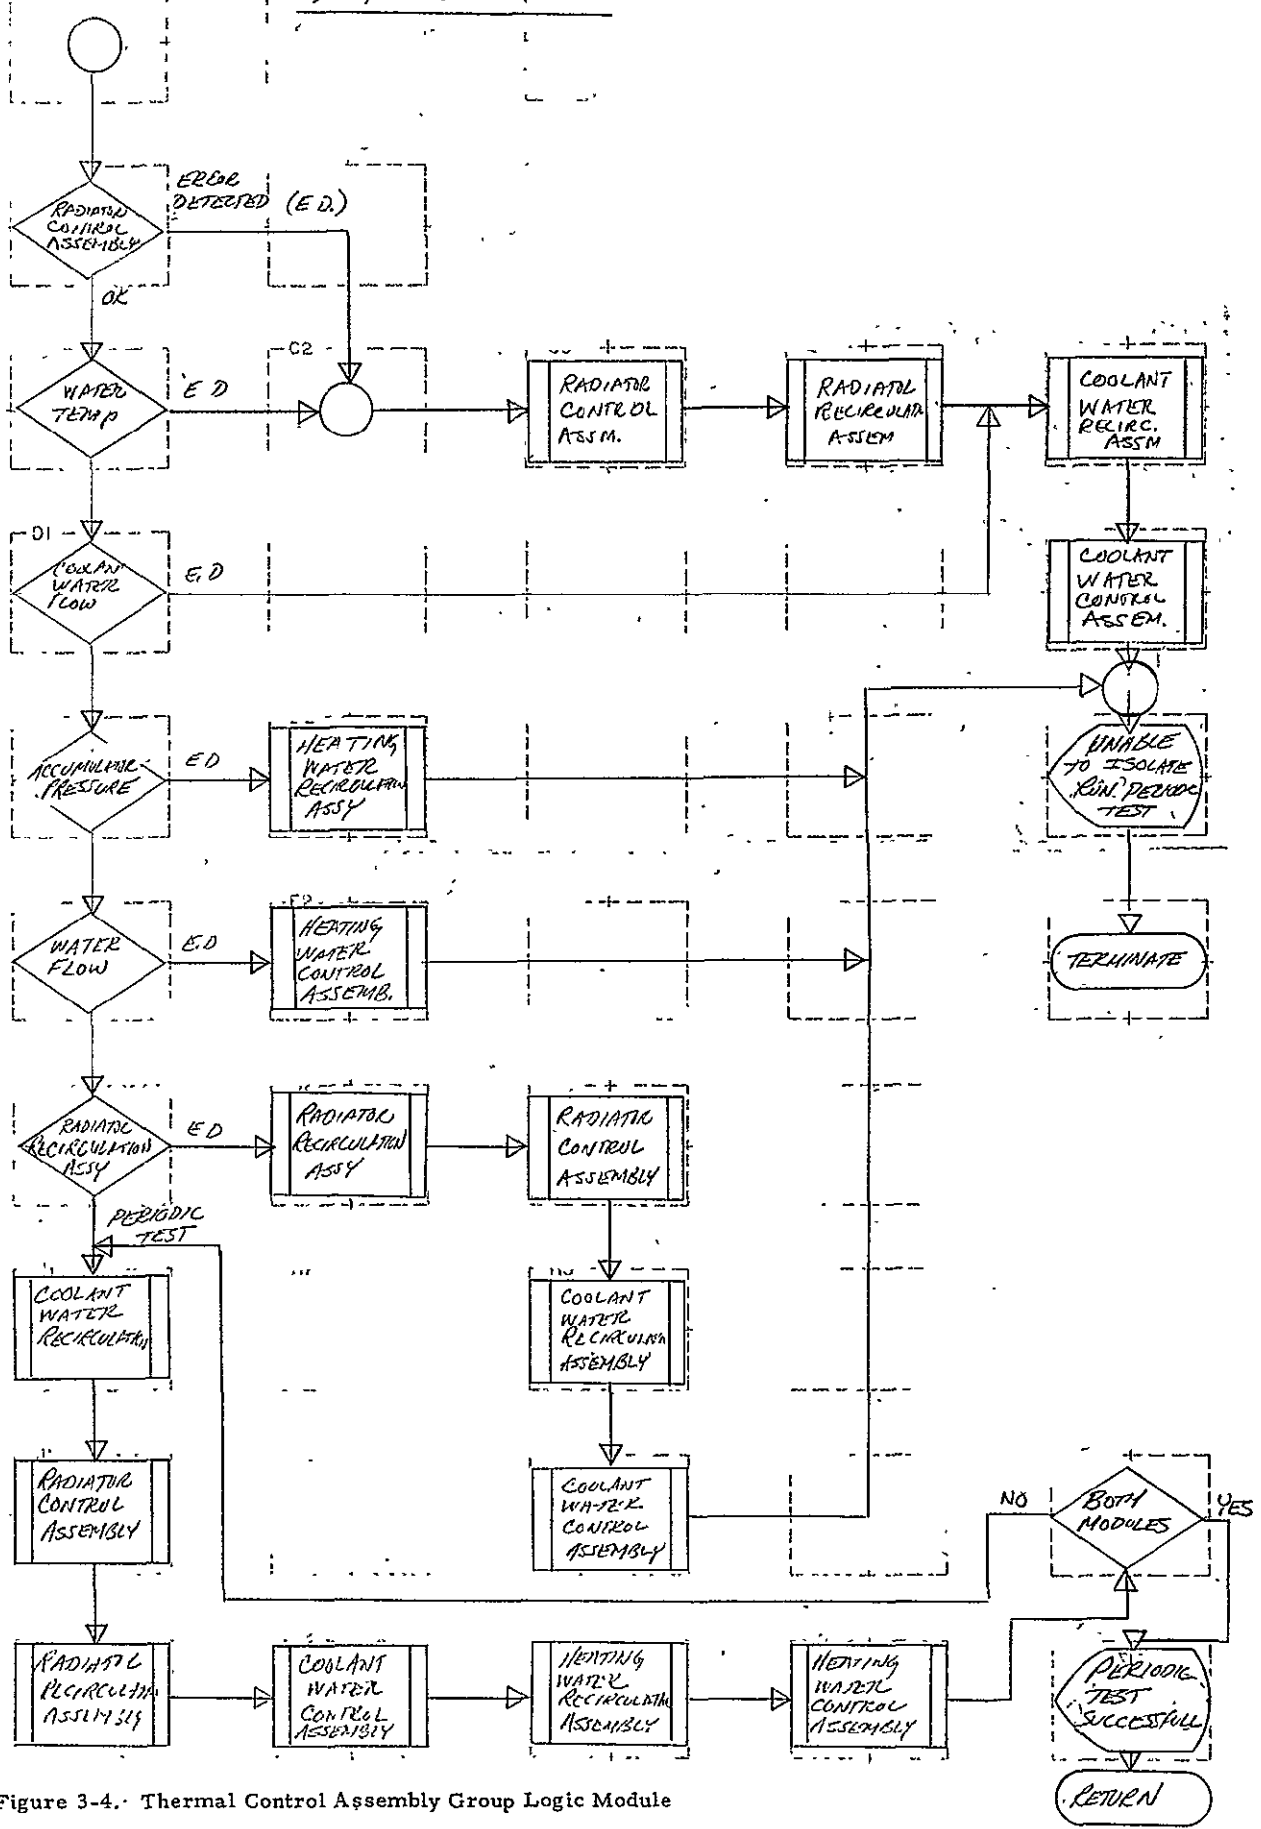 ERROR
DETECTED (E D.)
RADIATOR
CONTROL
ASSEMBLY
OK
C2
WATER
TEMP
E D
RADIATOR
CONTROL
ASSM.
RADIATOR
RECIRCULATN
ASSEM
COOLANT
WATER
RECIRC.
ASSM
D1
COOLAN
WATER
FLOW
E.D
COOLANT
WATER
CONTROL
ASSEM.
ACCUMULATOR
PRESSURE
E D
HEATING
WATER
RECIRCULATION
ASSY
UNABLE
TO ISOLATE
RUN PERIODIC
TEST
WATER
FLOW
E.D
HEATING
WATER
CONTROL
ASSEMB.
TERMINATE
RADIATOR
RECIRCULATION
ASSY
E D
RADIATOR
RECIRCULATION
ASSY
RADIATOR
CONTROL
ASSEMBLY
PERIODIC
TEST
COOLANT
WATER
RECIRCULATION
COOLANT
WATER
RECIRCULATN
ASSEMBLY
RADIATOR
CONTROL
ASSEMBLY
COOLANT
WATER
CONTROL
ASSEMBLY
NO
BOTH
MODULES
YES
RADIATOR
RECIRCULATN
ASSEMBLY
COOLANT
WATER
CONTROL
ASSEMBLY
HEATING
WATER
RECIRCULATN
ASSEMBLY
HEATING
WATER
CONTROL
ASSEMBLY
PERIODIC
TEST
SUCCESSFULL
RETURN
Figure 3-4. Thermal Control Assembly Group Logic Module